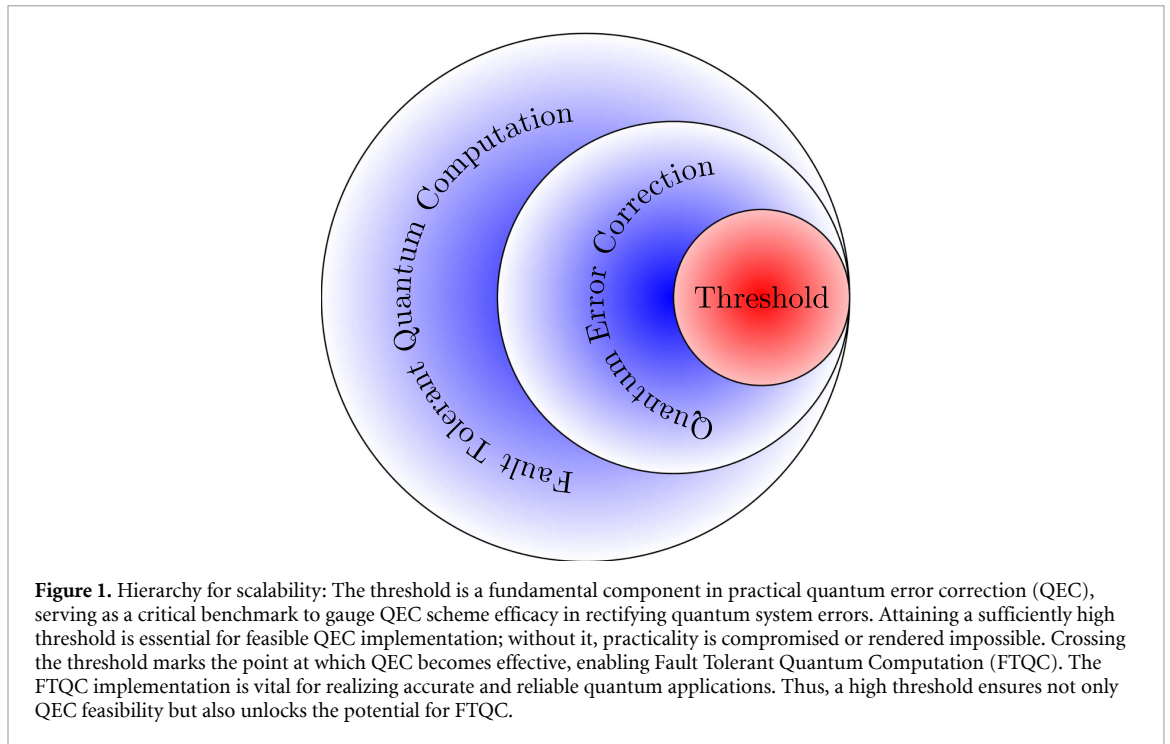 Fault Tolerant Quantum Computation
Quantum Error Correction
Threshold
Figure 1. Hierarchy for scalability: The threshold is a fundamental component in practical quantum error correction (QEC),
serving as a critical benchmark to gauge QEC scheme efficacy in rectifying quantum system errors. Attaining a sufficiently high
threshold is essential for feasible QEC implementation; without it, practicality is compromised or rendered impossible. Crossing
the threshold marks the point at which QEC becomes effective, enabling Fault Tolerant Quantum Computation (FTQC). The
FTQC implementation is vital for realizing accurate and reliable quantum applications. Thus, a high threshold ensures not only
QEC feasibility but also unlocks the potential for FTQC.